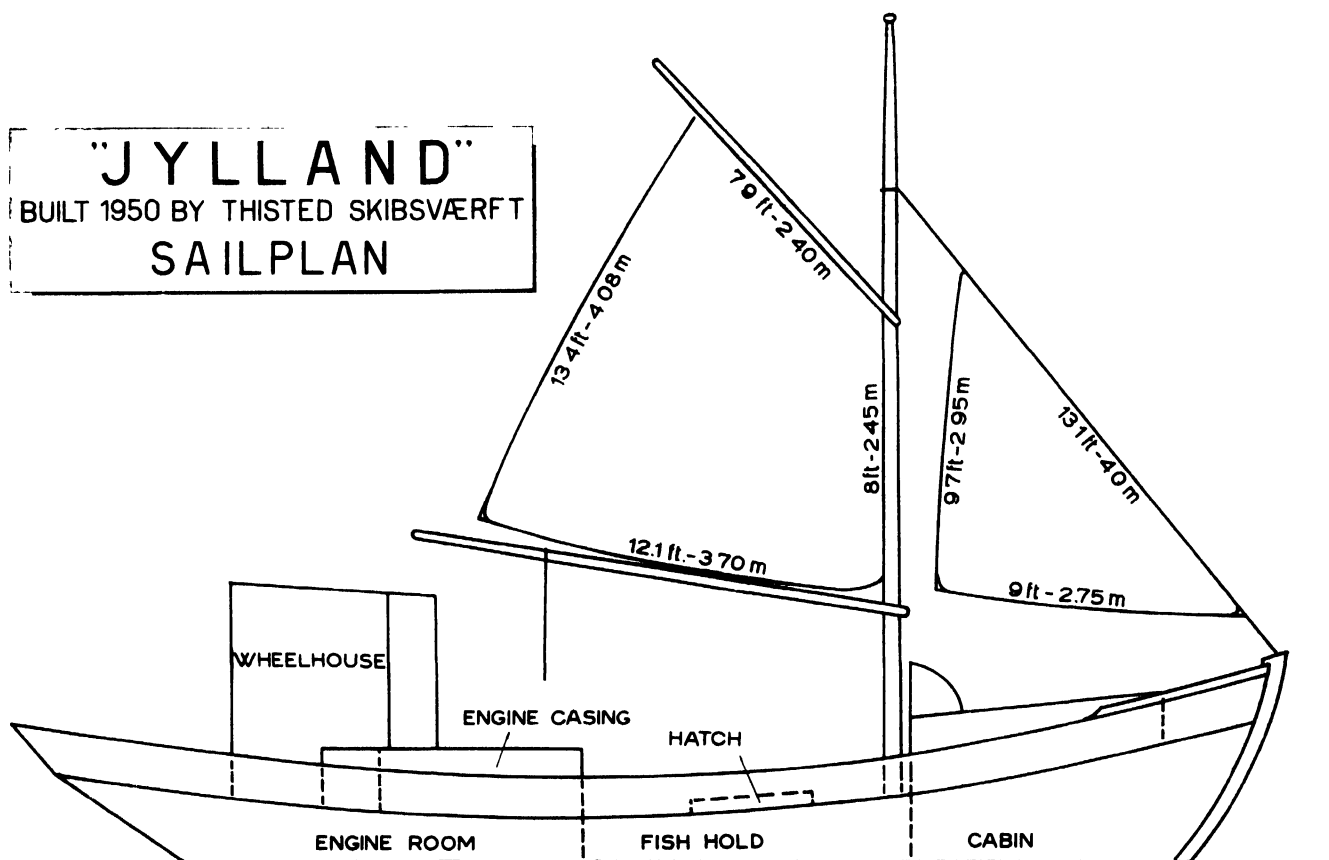 "JYLLAND"
BUILT 1950 BY THISTED SKIBSVÆRFT
SAILPLAN
7 9 ft - 2 40 m
13 4 ft - 4 08 m
8ft - 2 45 m
9 7 ft - 2 95 m
13 1 ft - 4 0 m
12.1 ft. - 3 70 m
9 ft - 2.75 m
WHEELHOUSE
ENGINE CASING
HATCH
ENGINE ROOM
FISH HOLD
CABIN